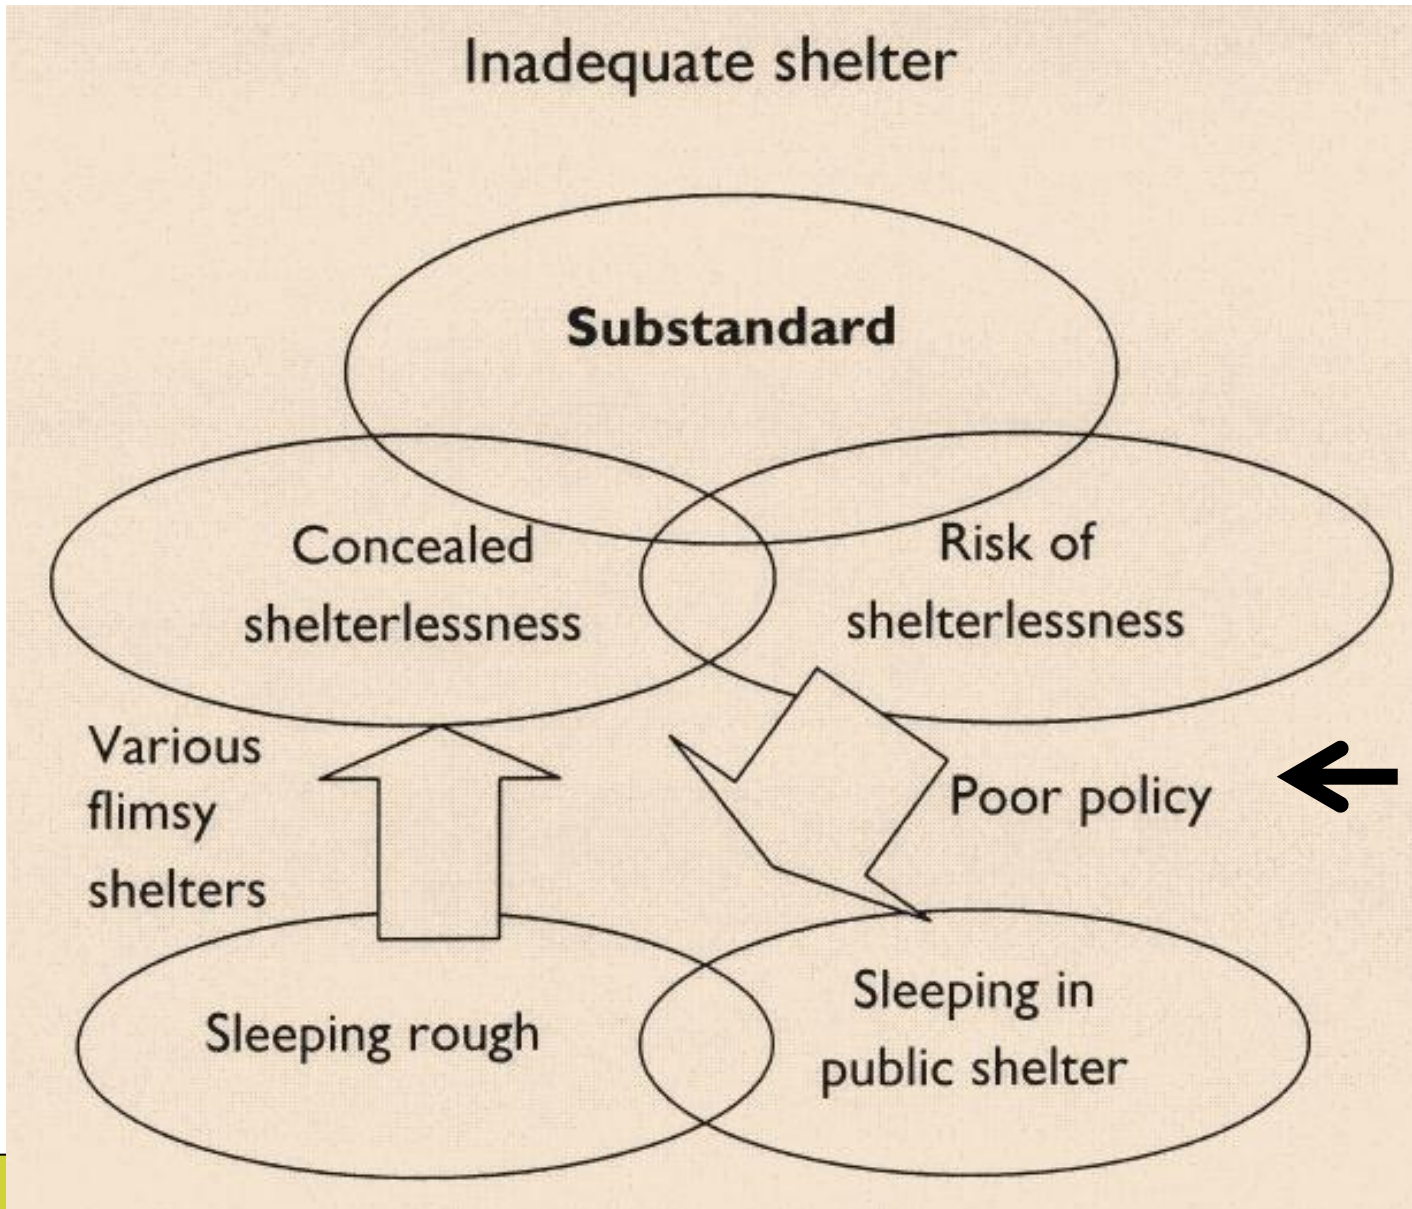 Inadequate shelter
Substandard
Concealed
shelterlessness
Risk of
shelterlessness
Various
flimsy
shelters
Poor policy
Sleeping rough
Sleeping in
public shelter